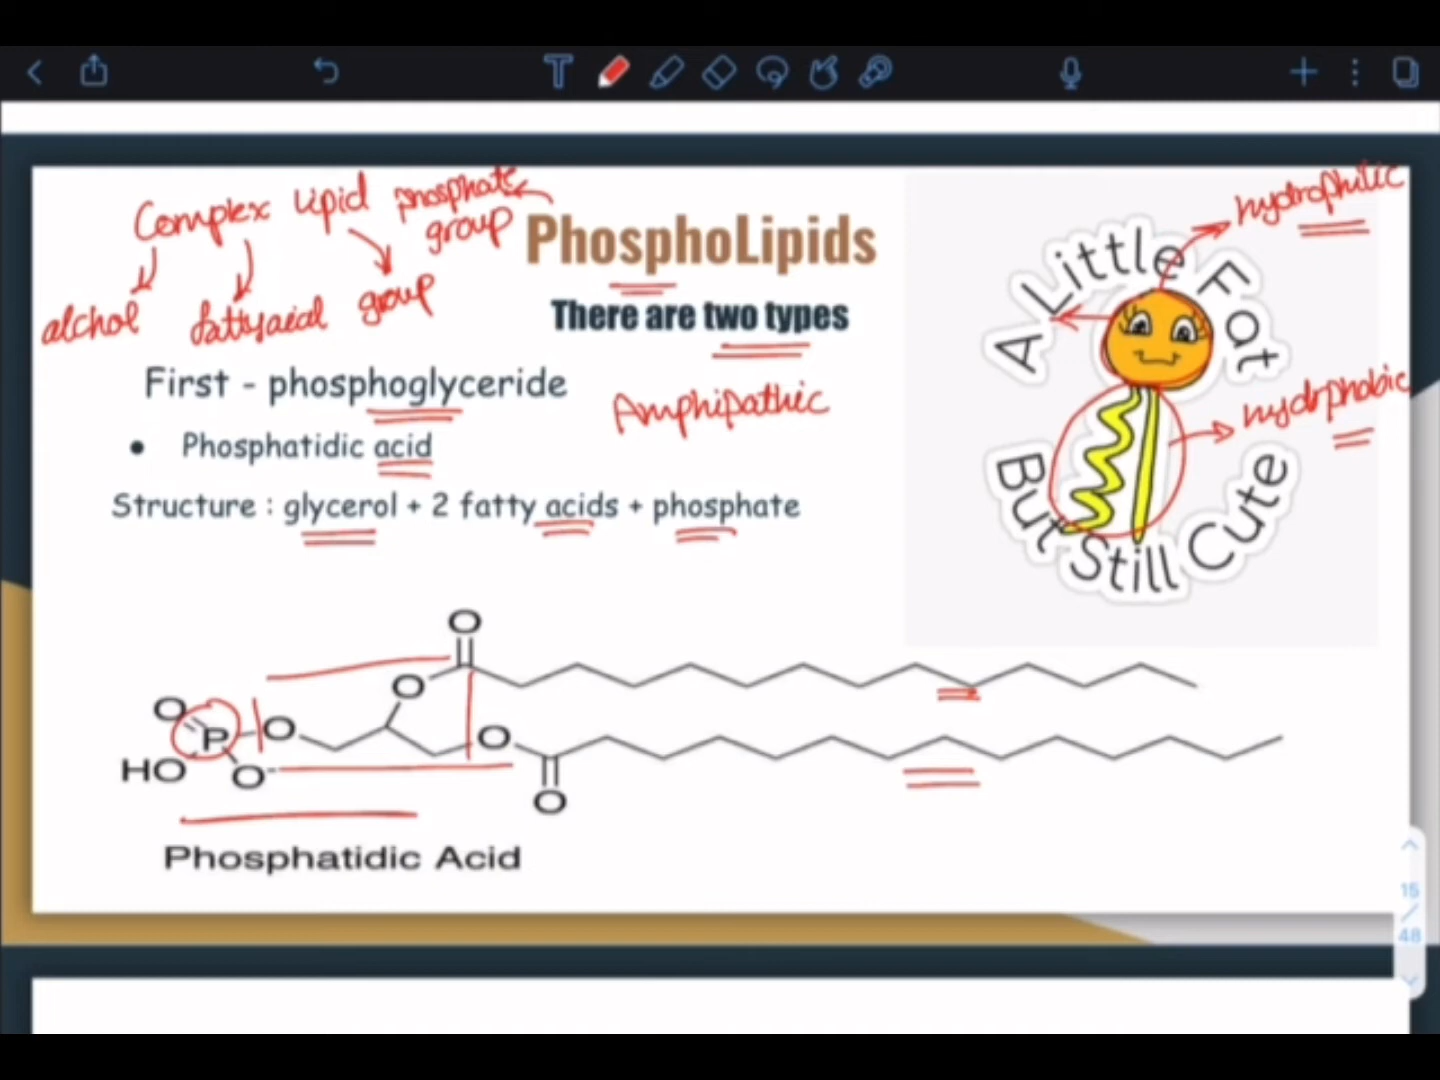 Complex Lipid phosphate group
alchol fattyacid group
PhosphoLipids
There are two types
First - phosphoglyceride
Amphipathic
• Phosphatidic acid
Structure : glycerol + 2 fatty acids + phosphate
hydrophilic
A Little Fat
hydrphobic
But Still Cute
O
O
O
P
O
O
HO
O
O
Phosphatidic Acid
15
/
48